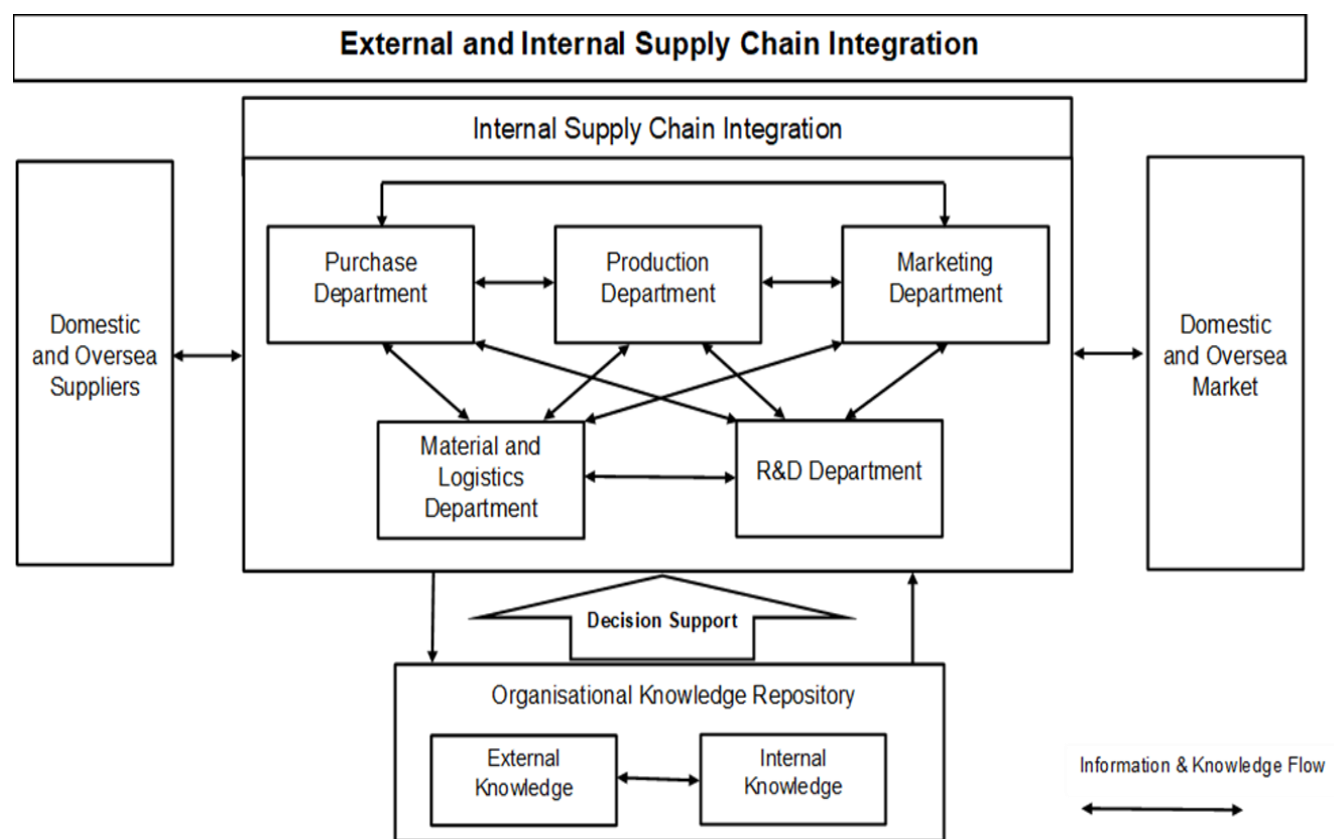 External and Internal Supply Chain Integration
Internal Supply Chain Integration
Purchase
Department
Production
Department
Marketing
Department
Domestic
and Oversea
Suppliers
Domestic
and Oversea
Market
Material and
Logistics
Department
R&D Department
Decision Support
Organisational Knowledge Repository
External
Knowledge
Internal
Knowledge
Information & Knowledge Flow